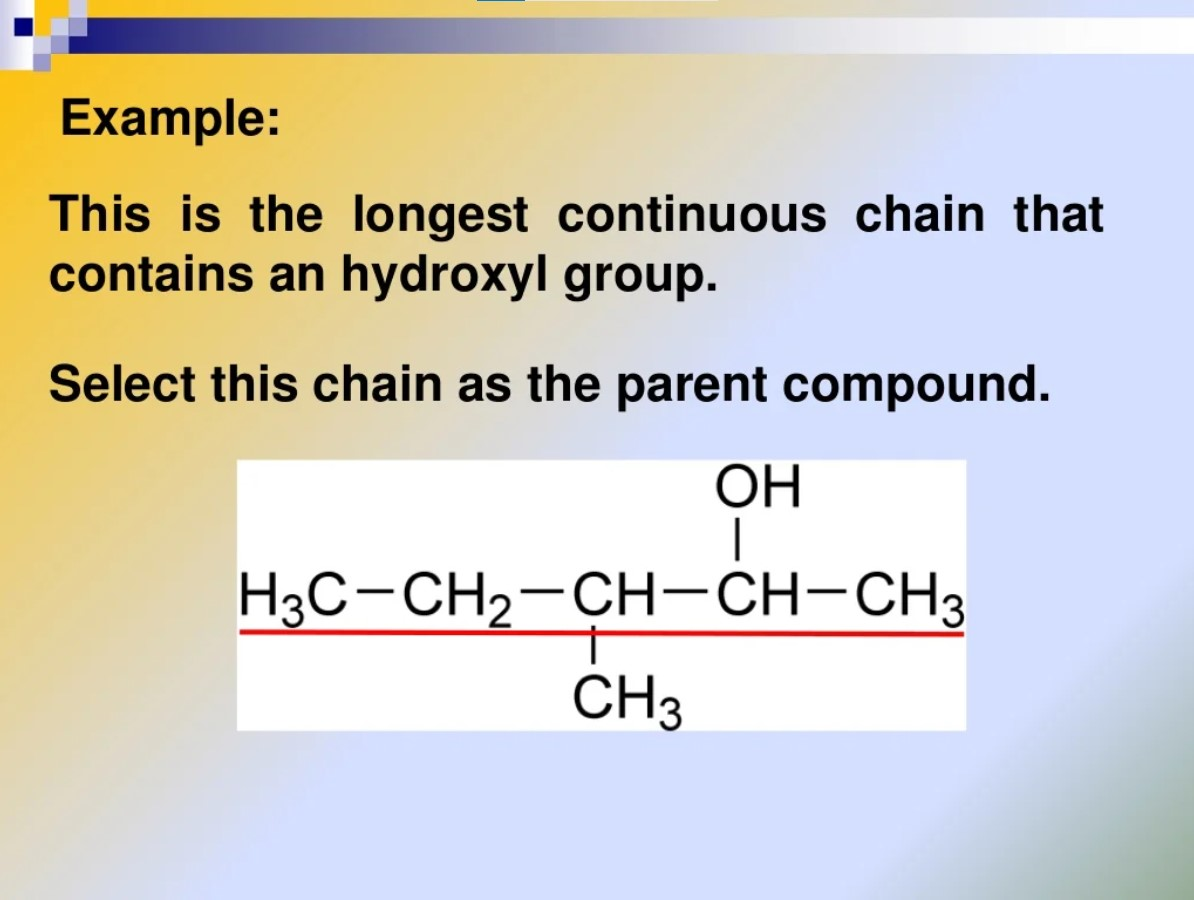 Example:
This is the longest continuous chain that
contains an hydroxyl group.
Select this chain as the parent compound.
OH
H₃C–CH₂–CH–CH–CH₃
CH₃